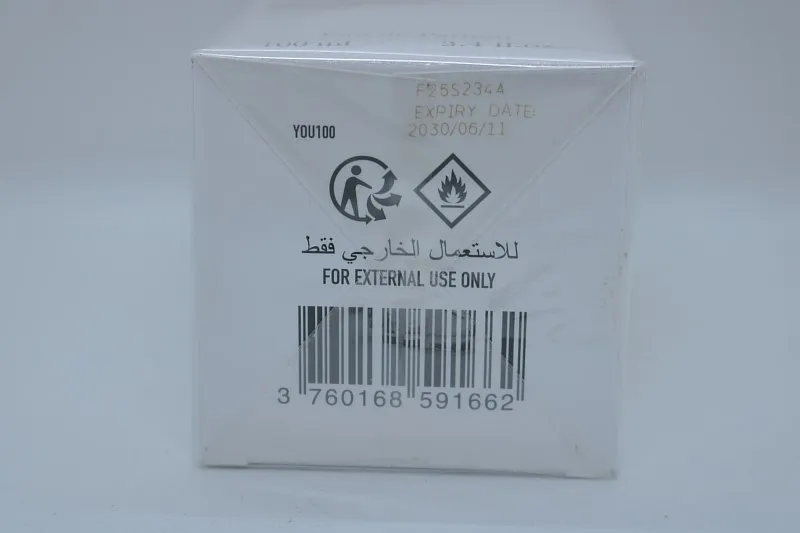 F25S234A
EXPIRY DATE:
2030/06/11
YOU100
للاستعمال الخارجي فقط
FOR EXTERNAL USE ONLY
3 760168 591662